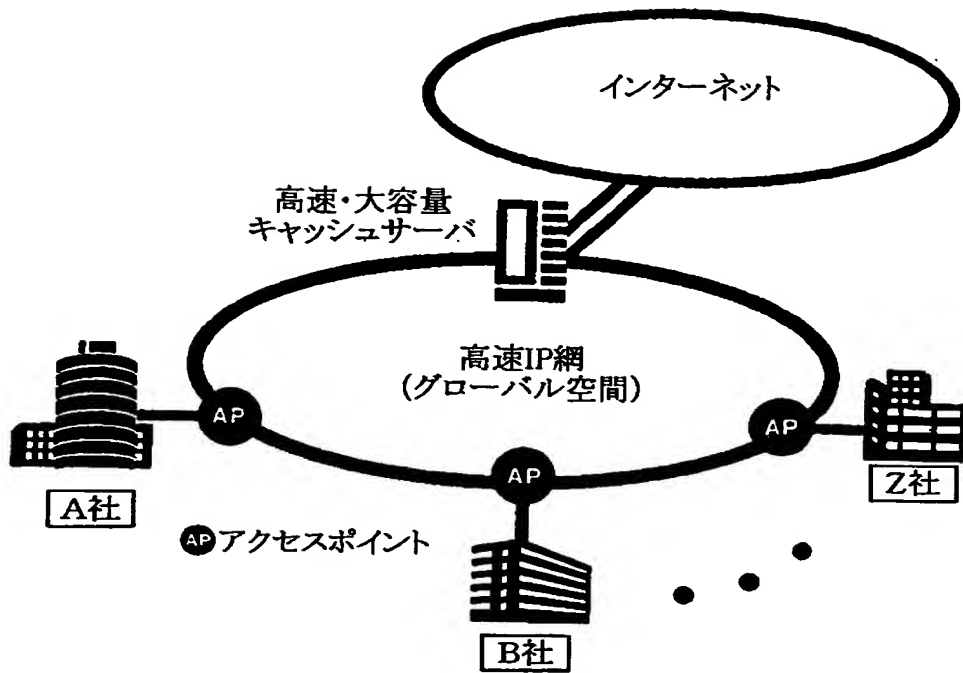 インターネット
高速・大容量
キャッシュサーバ
高速IP網
(グローバル空間)
AP
AP
AP
A社
Z社
AP アクセスポイント
B社